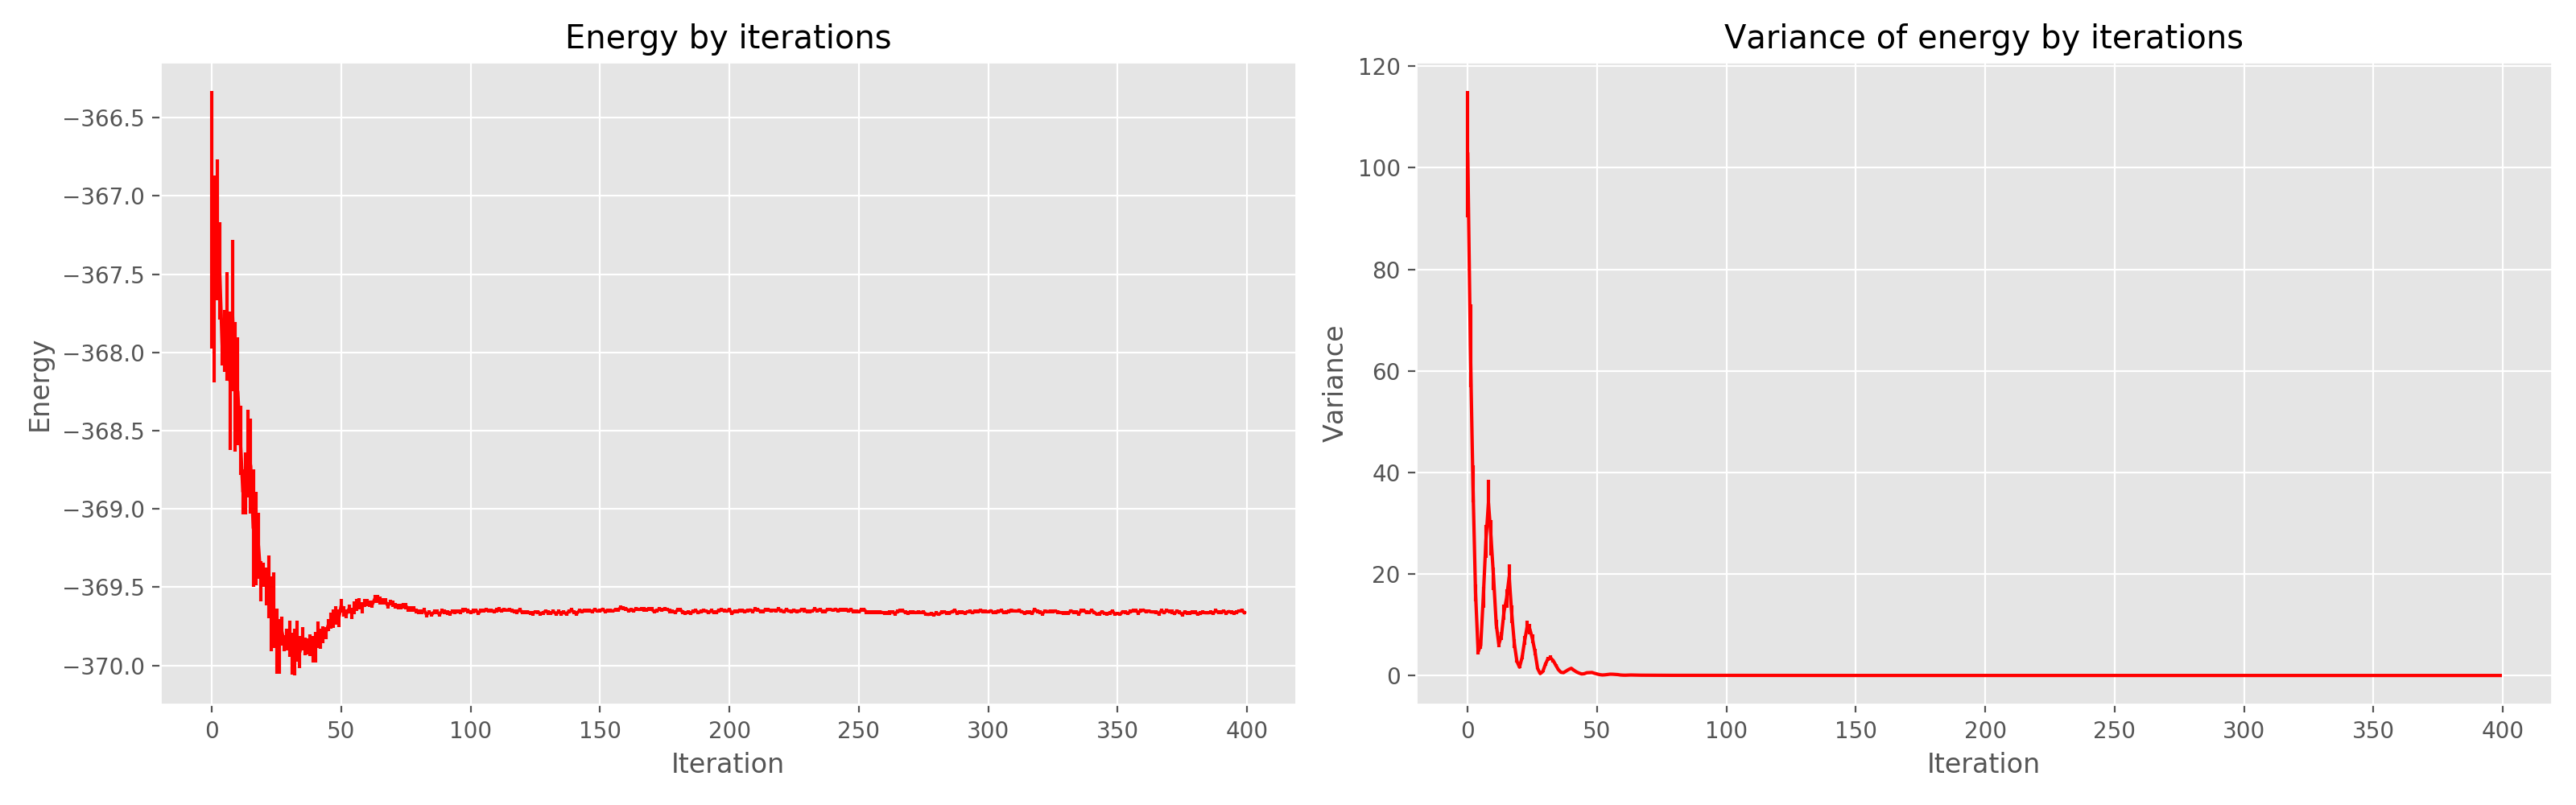 Energy by iterations
−366.5
−367.0
−367.5
−368.0
−368.5
−369.0
−369.5
−370.0
Energy
0 50 100 150 200 250 300 350 400
Iteration
Variance of energy by iterations
120
100
80
60
40
20
0
Variance
0 50 100 150 200 250 300 350 400
Iteration